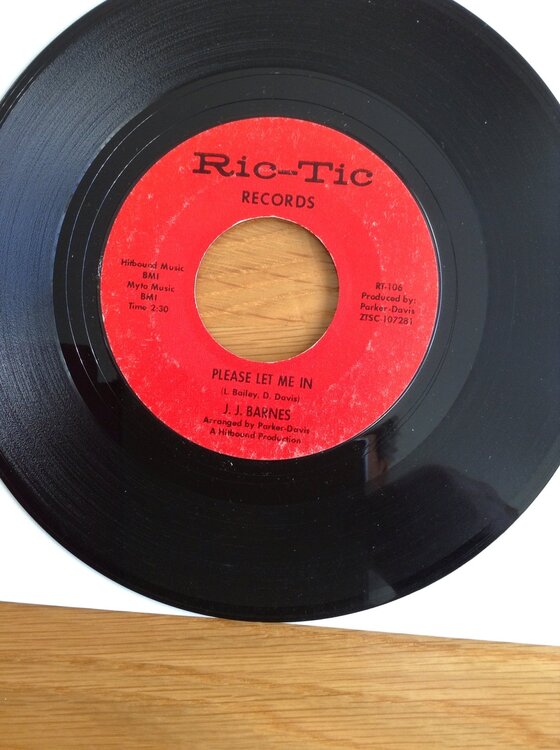 Ric-Tic
RECORDS
Hitbound Music
BMI
Myto Music
BMI
Time 2:30
RT-106
Produced by:
Parker-Davis
ZTSC-107281
PLEASE LET ME IN
(L. Bailey, D. Davis)
J. J. BARNES
Arranged by Parker-Davis
A Hitbound Production